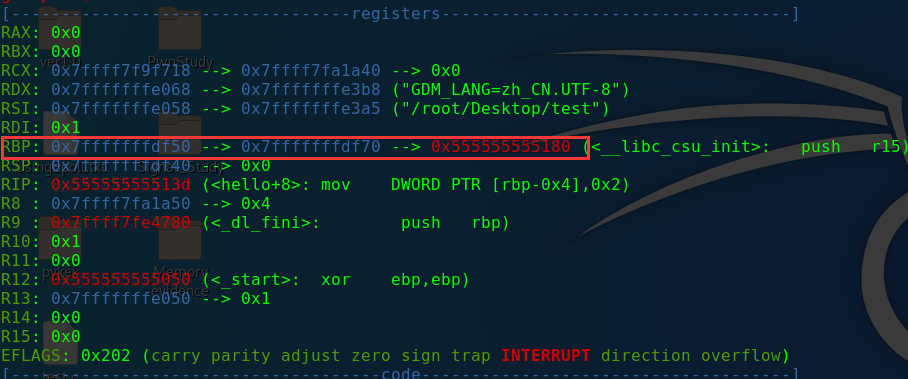 [----------------------------------registers-----------------------------------]
RAX: 0x0
RBX: 0x0
RCX: 0x7ffff7f9f718 --> 0x7ffff7fa1a40 --> 0x0
RDX: 0x7fffffffe068 --> 0x7fffffffe3b8 ("GDM_LANG=zh_CN.UTF-8")
RSI: 0x7fffffffe058 --> 0x7fffffffe3a5 ("/root/Desktop/test")
RDI: 0x1
RBP: 0x7fffffffdf50 --> 0x7fffffffdf70 --> 0x555555555180 (<__libc_csu_init>: push r15)
RSP: 0x7fffffffdf40 --> 0x0
RIP: 0x55555555513d (<hello+8>: mov DWORD PTR [rbp-0x4],0x2)
R8 : 0x7ffff7fa1a50 --> 0x4
R9 : 0x7ffff7fe4780 (<_dl_fini>: push rbp)
R10: 0x1
R11: 0x0
R12: 0x555555555050 (<_start>: xor ebp,ebp)
R13: 0x7fffffffe050 --> 0x1
R14: 0x0
R15: 0x0
EFLAGS: 0x202 (carry parity adjust zero sign trap INTERRUPT direction overflow)
[-------------------------------------code-------------------------------------]
PwnStudy
pykek
Memory
evidence